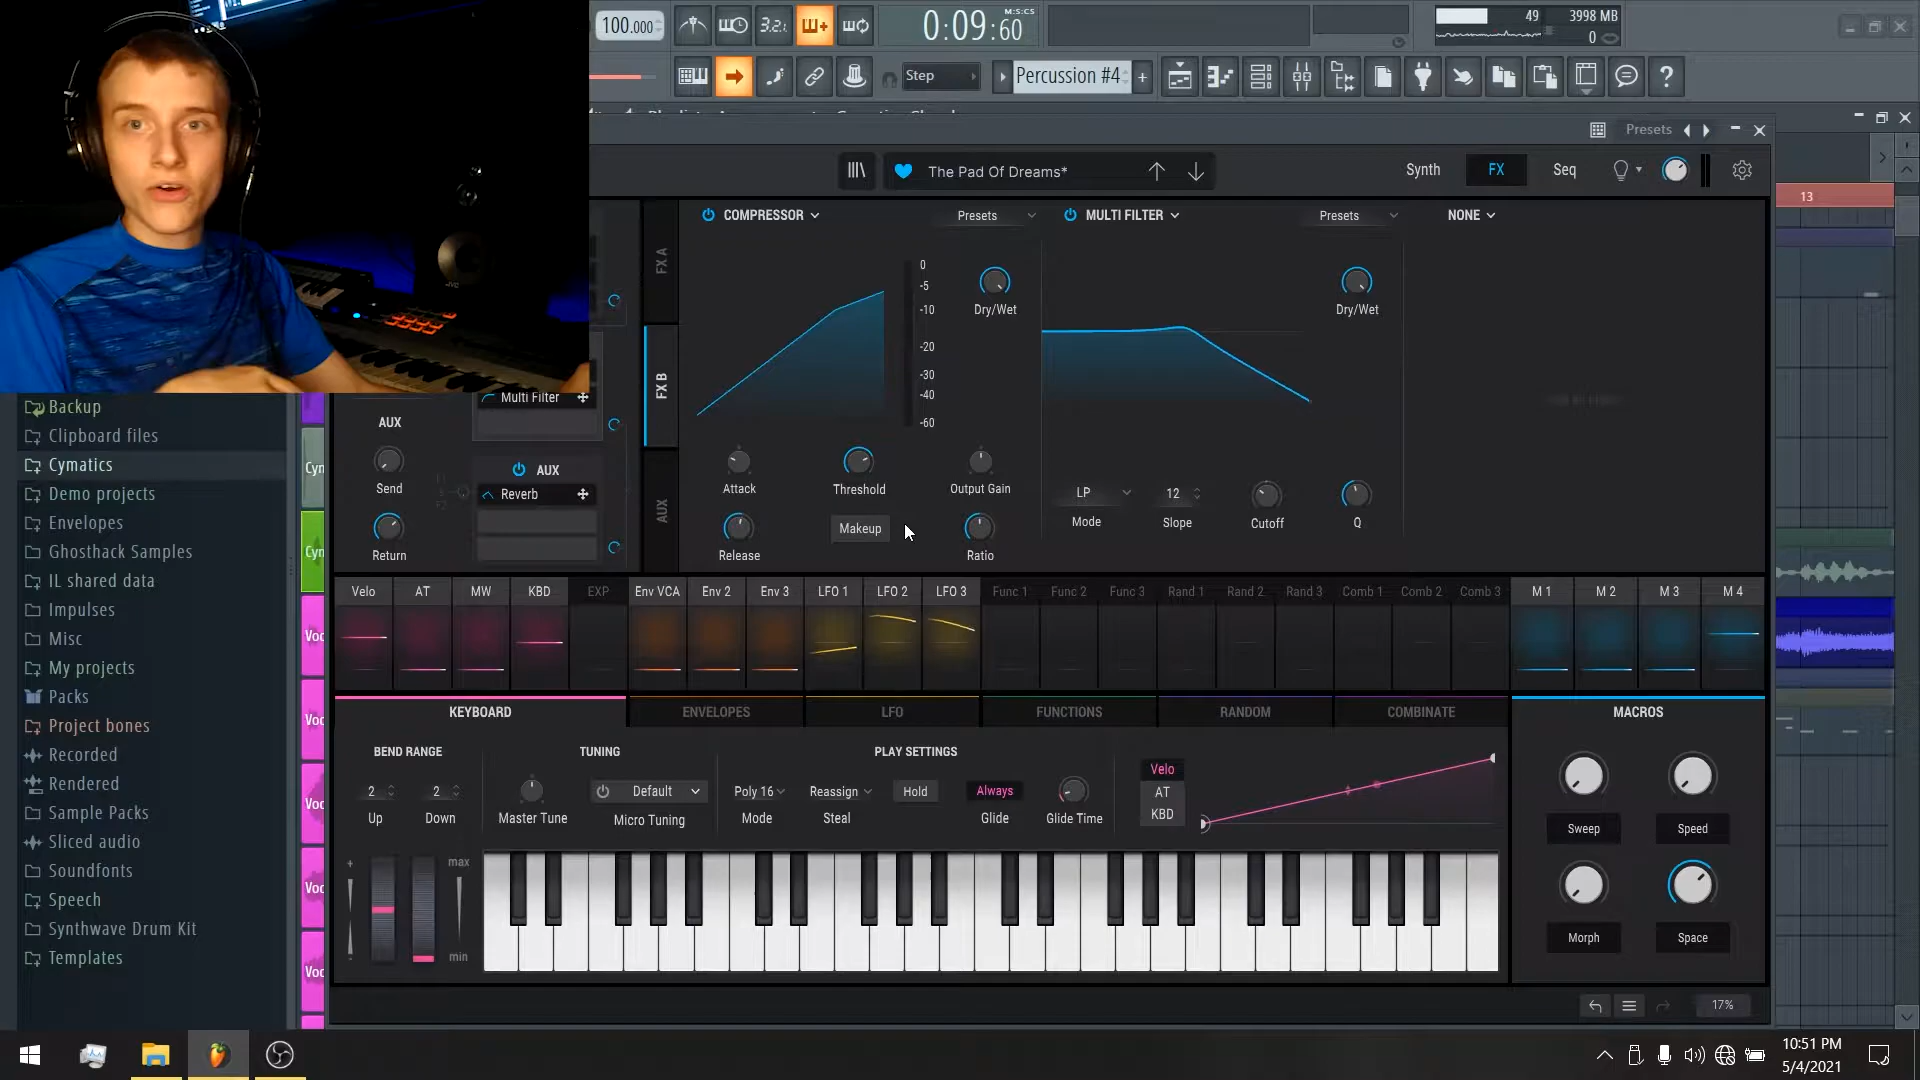 100.000
3.2.
0:09:60
M:S:CS
49
3998 MB
0
Step
Percussion #4
Presets
The Pad Of Dreams*
Synth
FX
Seq
13
COMPRESSOR
Presets
MULTI FILTER
Presets
NONE
FX A
FX B
AUX
0
-5
-10
-20
-30
-40
-60
Dry/Wet
Dry/Wet
Attack
Threshold
Output Gain
Release
Makeup
Ratio
LP
Mode
12
Slope
Cutoff
Q
AUX
Send
Return
Multi Filter
AUX
Reverb
Backup
Clipboard files
Cymatics
Demo projects
Envelopes
Ghosthack Samples
IL shared data
Impulses
Misc
My projects
Packs
Project bones
Recorded
Rendered
Sample Packs
Sliced audio
Soundfonts
Speech
Synthwave Drum Kit
Templates
Cyn
Cyn
Voc
Voc
Voc
Voc
Voc
Velo
AT
MW
KBD
EXP
Env VCA
Env 2
Env 3
LFO 1
LFO 2
LFO 3
Func 1
Func 2
Func 3
Rand 1
Rand 2
Rand 3
Comb 1
Comb 2
Comb 3
M 1
M 2
M 3
M 4
KEYBOARD
ENVELOPES
LFO
FUNCTIONS
RANDOM
COMBINATE
MACROS
BEND RANGE
TUNING
PLAY SETTINGS
2
2
Up
Down
Master Tune
Default
Micro Tuning
Poly 16
Mode
Reassign
Steal
Hold
Always
Glide
Glide Time
Velo
AT
KBD
Sweep
Speed
Morph
Space
+
-
max
min
17%
10:51 PM
5/4/2021